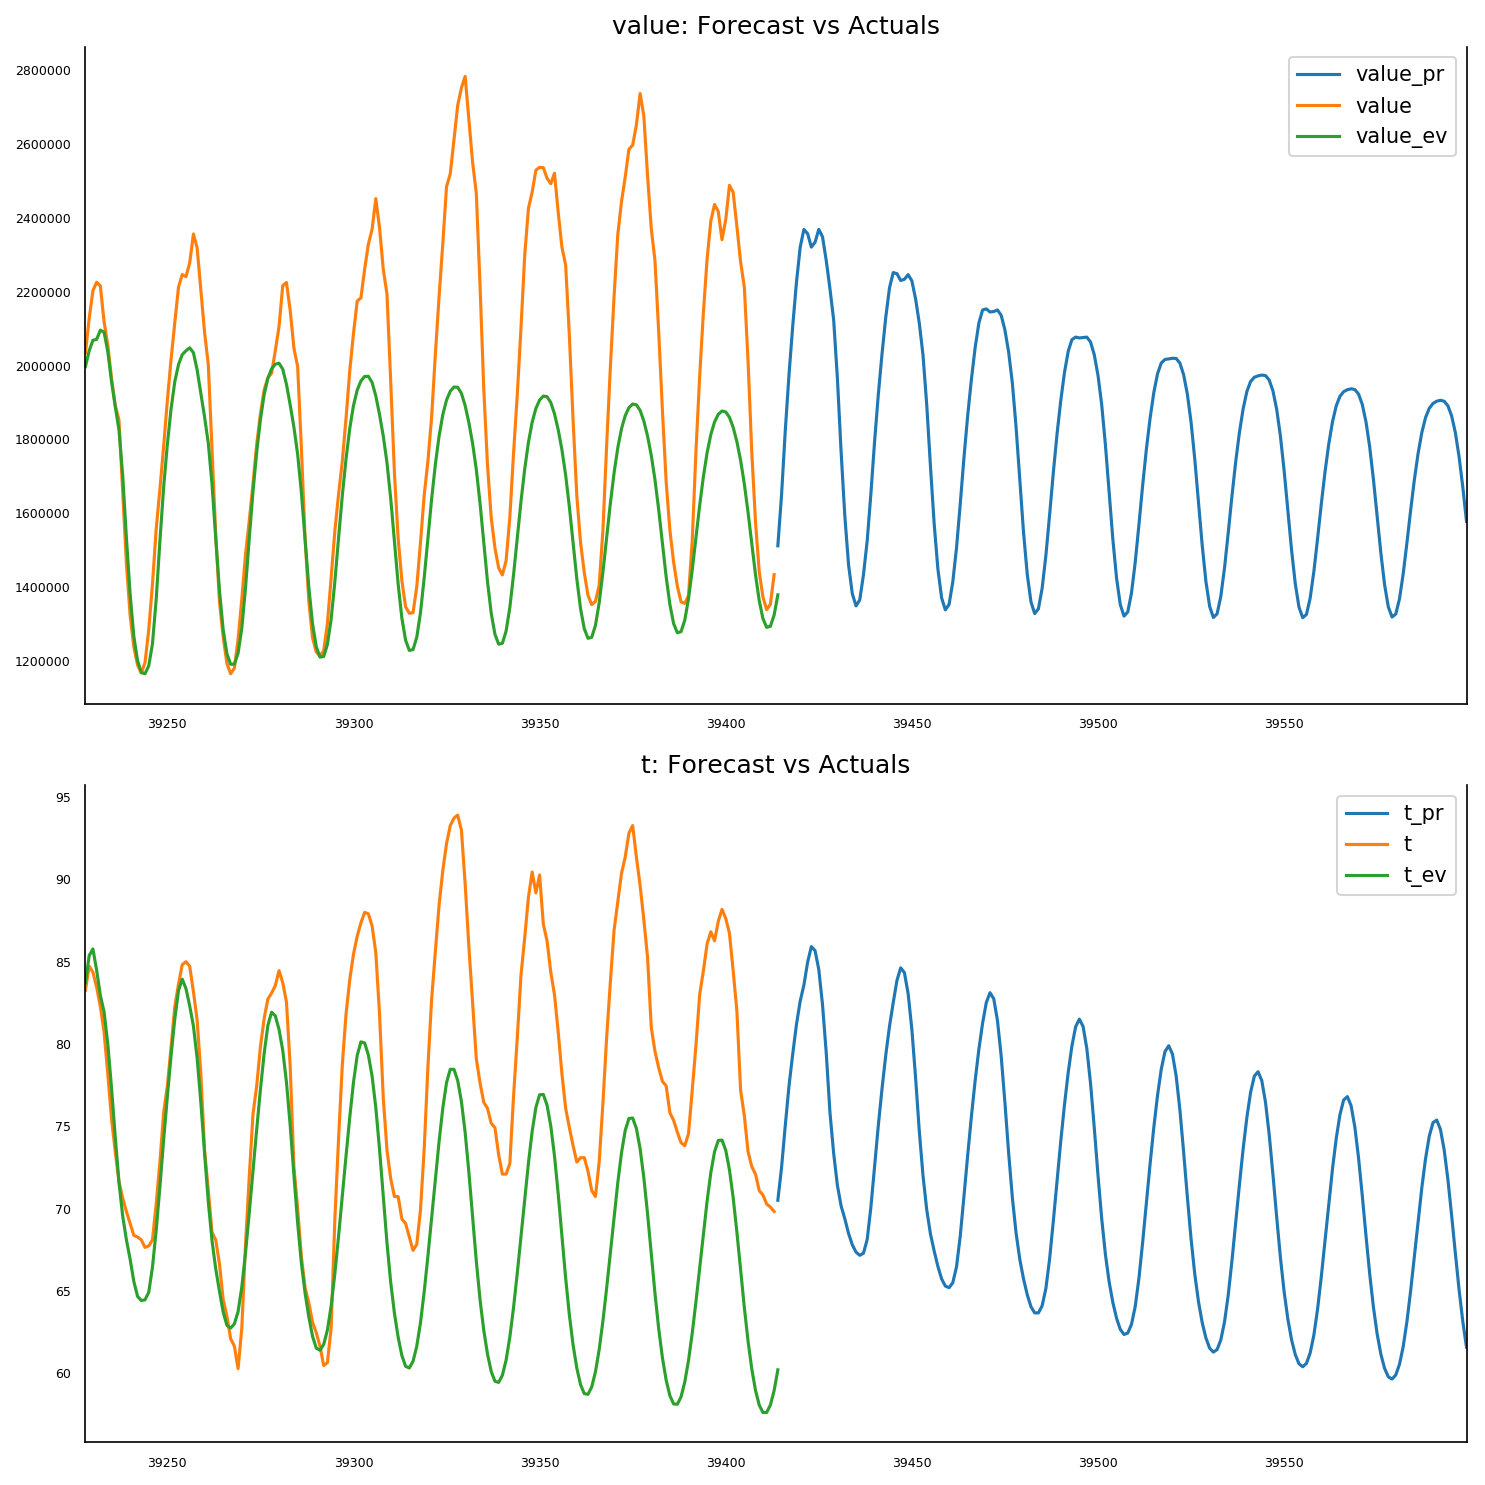 value: Forecast vs Actuals
2800000
2600000
2400000
2200000
2000000
1800000
1600000
1400000
1200000
value_pr
value
value_ev
39250 39300 39350 39400 39450 39500 39550
t: Forecast vs Actuals
95
90
85
80
75
70
65
60
t_pr
t
t_ev
39250 39300 39350 39400 39450 39500 39550